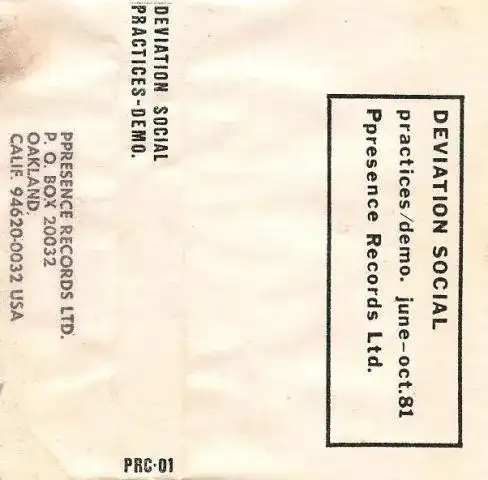 DEVIATION SOCIAL
practices/demo. june-oct.81
Ppresence Records Ltd.
DEVIATION SOCIAL
PRACTICES-DEMO.
PRC·01
PPRESENCE RECORDS LTD.
P. O. BOX 20032
OAKLAND,
CALIF. 94620-0032 USA